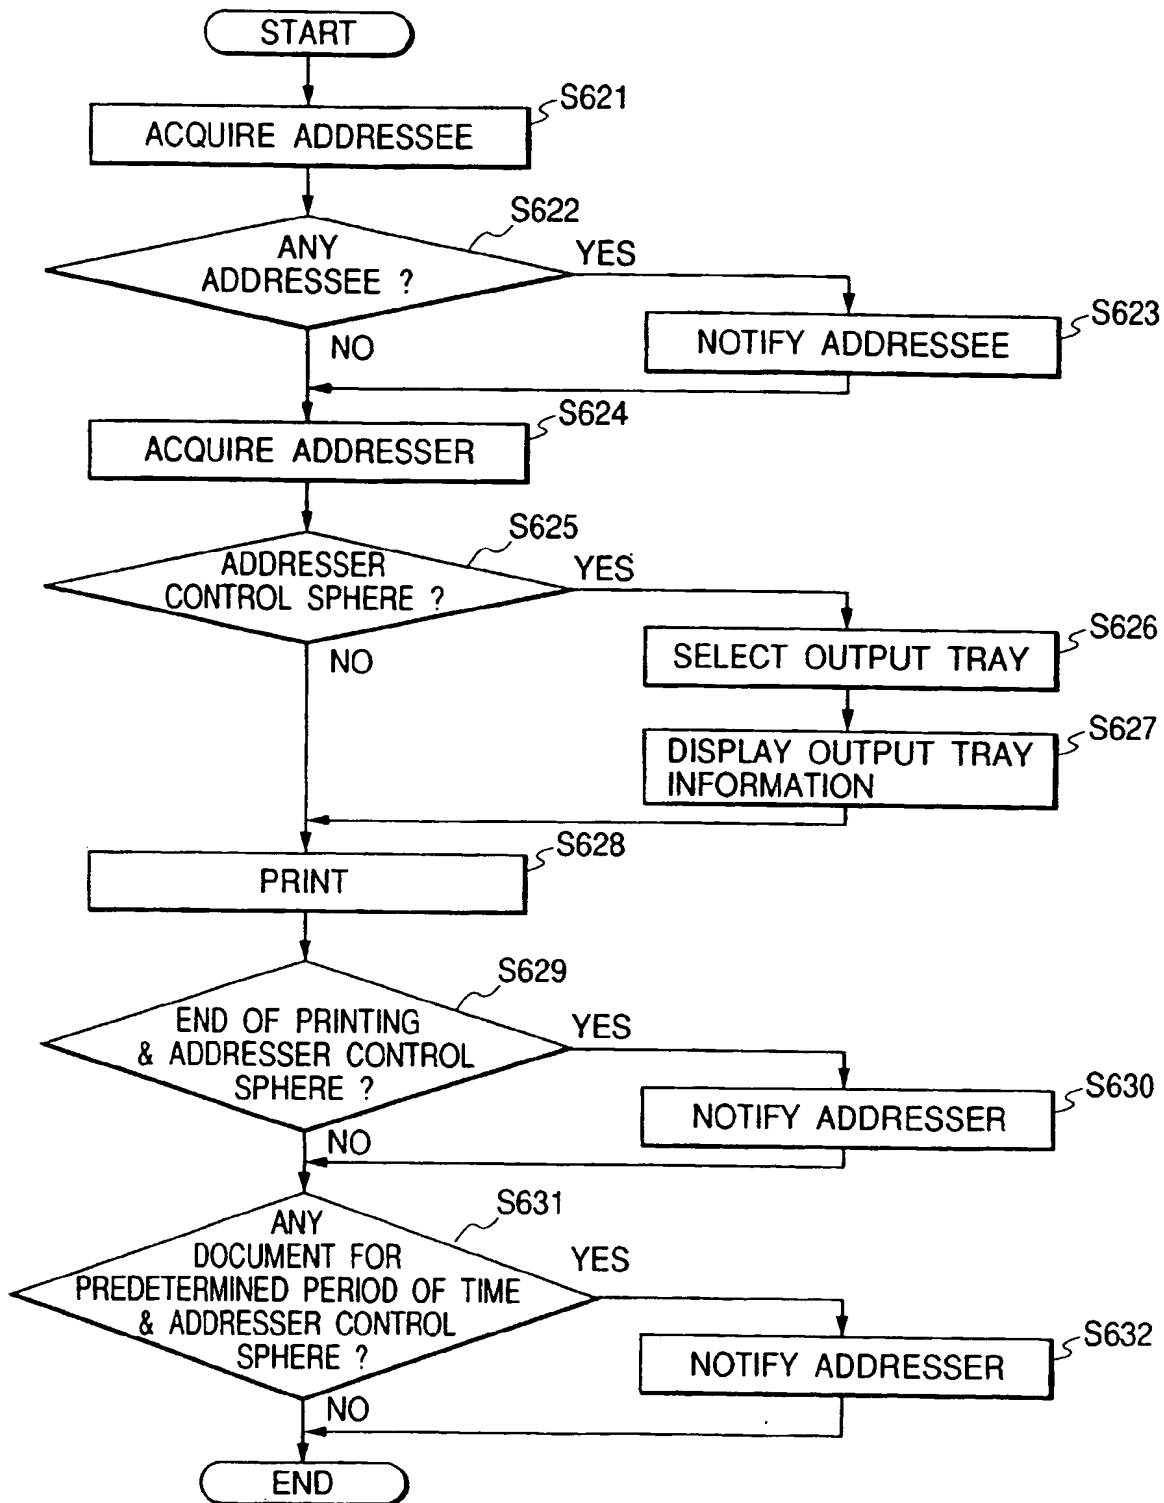 START
S621
ACQUIRE ADDRESSEE
S622
ANY
ADDRESSEE ?
YES
NO
S623
NOTIFY ADDRESSEE
S624
ACQUIRE ADDRESSER
S625
ADDRESSER
CONTROL SPHERE ?
YES
NO
S626
SELECT OUTPUT TRAY
S627
DISPLAY OUTPUT TRAY
INFORMATION
S628
PRINT
S629
END OF PRINTING
& ADDRESSER CONTROL
SPHERE ?
YES
NO
S630
NOTIFY ADDRESSER
S631
ANY
DOCUMENT FOR
PREDETERMINED PERIOD OF TIME
& ADDRESSER CONTROL
SPHERE ?
YES
NO
S632
NOTIFY ADDRESSER
END